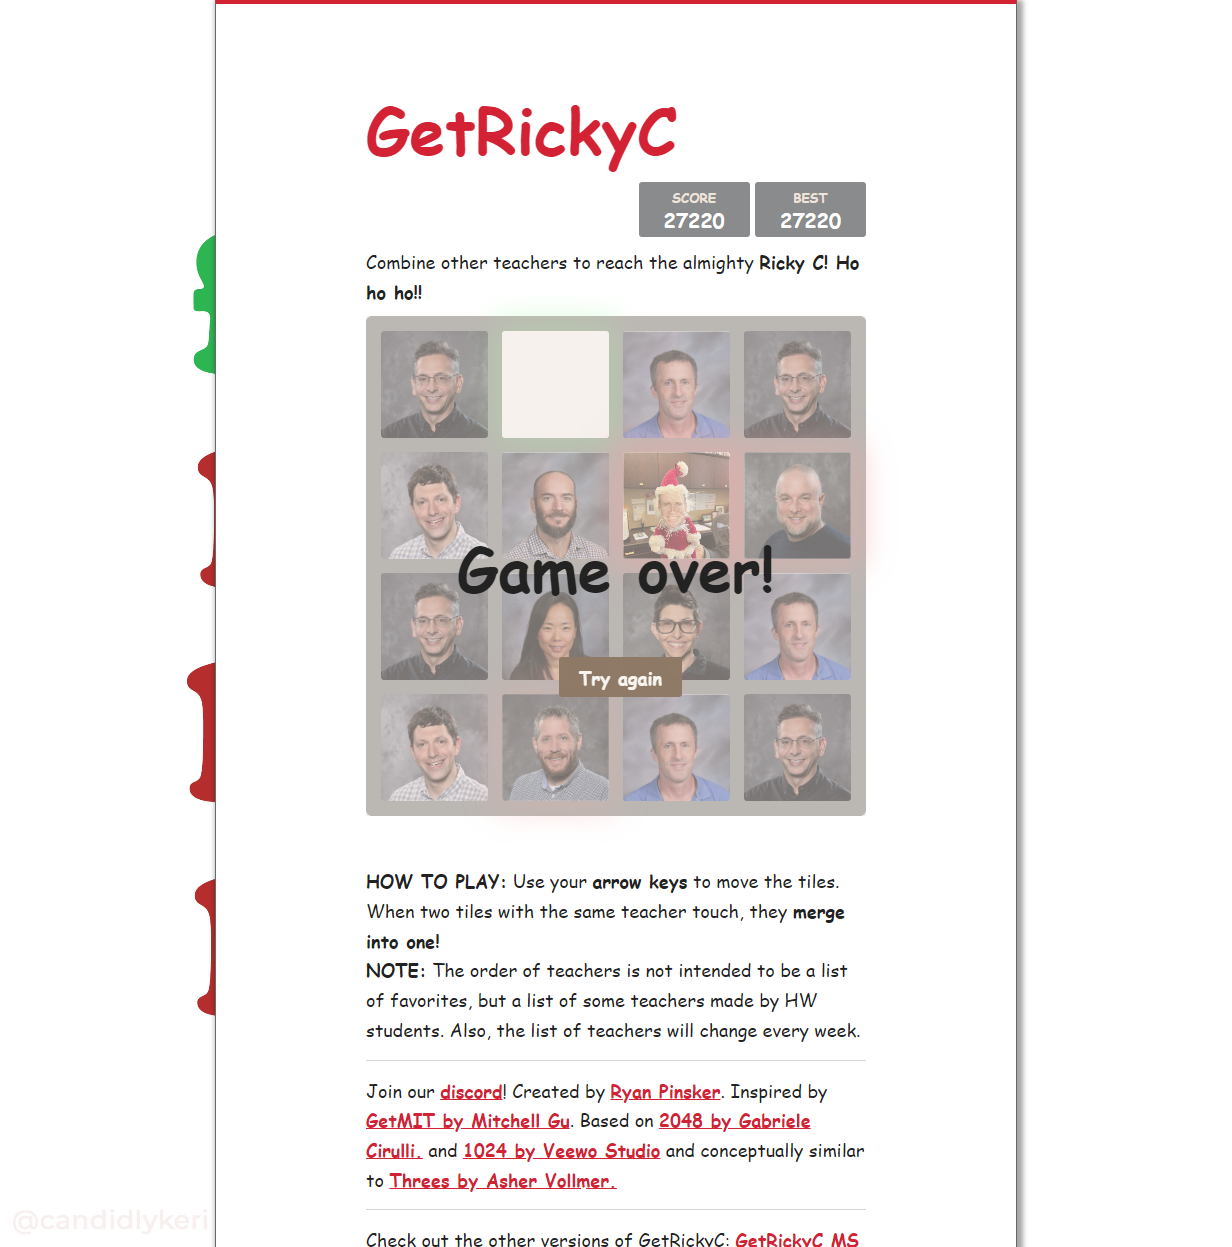 GetRickyC
SCORE
27220
BEST
27220
Combine other teachers to reach the almighty Ricky C! Ho
ho ho!!
Game over!
Try again
HOW TO PLAY: Use your arrow keys to move the tiles.
When two tiles with the same teacher touch, they merge
into one!
NOTE: The order of teachers is not intended to be a list
of favorites, but a list of some teachers made by HW
students. Also, the list of teachers will change every week.
Join our discord! Created by Ryan Pinsker. Inspired by
GetMIT by Mitchell Gu. Based on 2048 by Gabriele
Cirulli. and 1024 by Veewo Studio and conceptually similar
to Threes by Asher Vollmer.
Check out the other versions of GetRickyC: GetRickyC MS
@candidlykeri